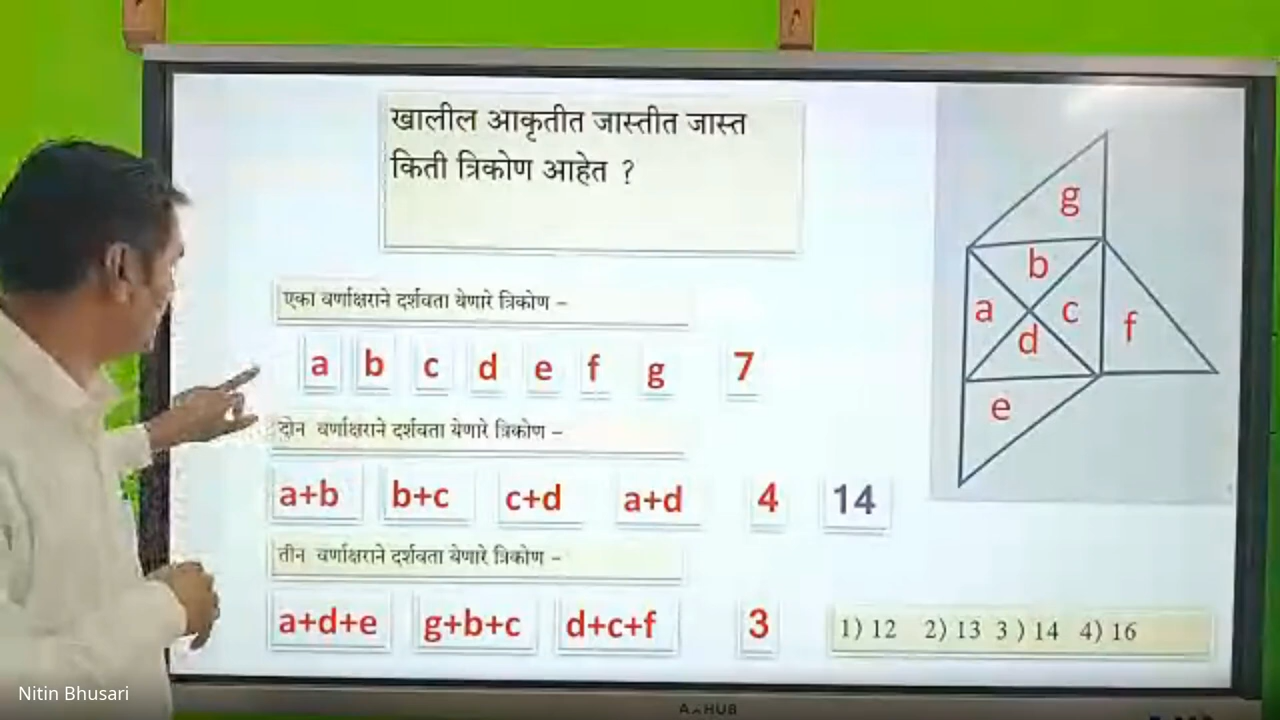 खालील आकृतीत जास्तीत जास्त
किती त्रिकोण आहेत ?
एका वर्णाक्षराने दर्शवता येणारे त्रिकोण –
a b c d e f g 7
दोन वर्णाक्षराने दर्शवता येणारे त्रिकोण –
a+b b+c c+d a+d 4 14
तीन वर्णाक्षराने दर्शवता येणारे त्रिकोण –
a+d+e g+b+c d+c+f 3
1) 12 2) 13 3 ) 14 4) 16
g
b
a c f
d
e
Nitin Bhusari